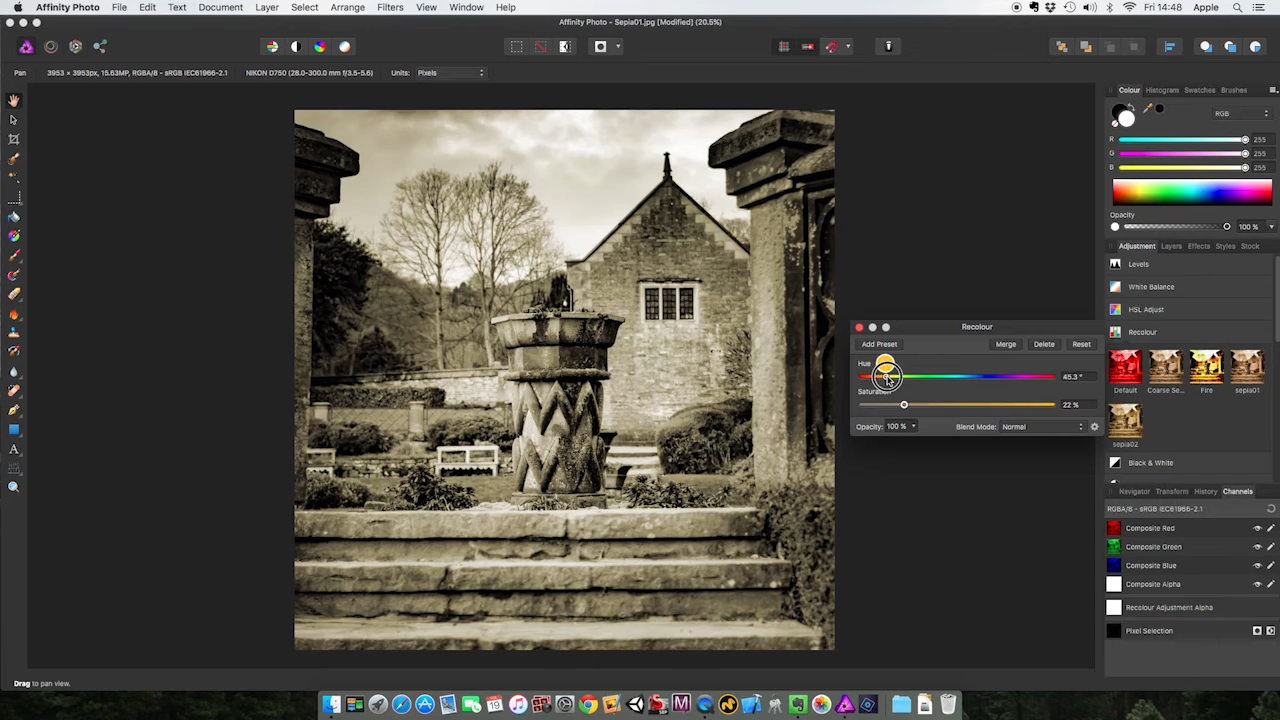 Affinity Photo File Edit Text Document Layer Select Arrange Filters View Window Help Fri 14:48 Apple
Affinity Photo - Sepia01.jpg [Modified] (20.5%)
Pan 3953 × 3953px, 15.63MP, RGBA/8 - sRGB IEC61966-2.1 NIKON D750 (28.0-300.0 mm f/3.5-5.6) Units: Pixels
Colour Histogram Swatches Brushes
RGB
R 255
G 255
B 255
Opacity
100 %
Adjustment Layers Effects Styles Stock
Levels
White Balance
HSL Adjust
Recolour
Default Coarse Se... Fire sepia01
sepia02
Black & White
Recolour
Add Preset Merge Delete Reset
Hue
45.3 °
Saturation
22 %
Opacity: 100 % Blend Mode: Normal
Navigator Transform History Channels
RGBA/8 - sRGB IEC61966-2.1
Composite Red
Composite Green
Composite Blue
Composite Alpha
Recolour Adjustment Alpha
Pixel Selection
Drag to pan view.